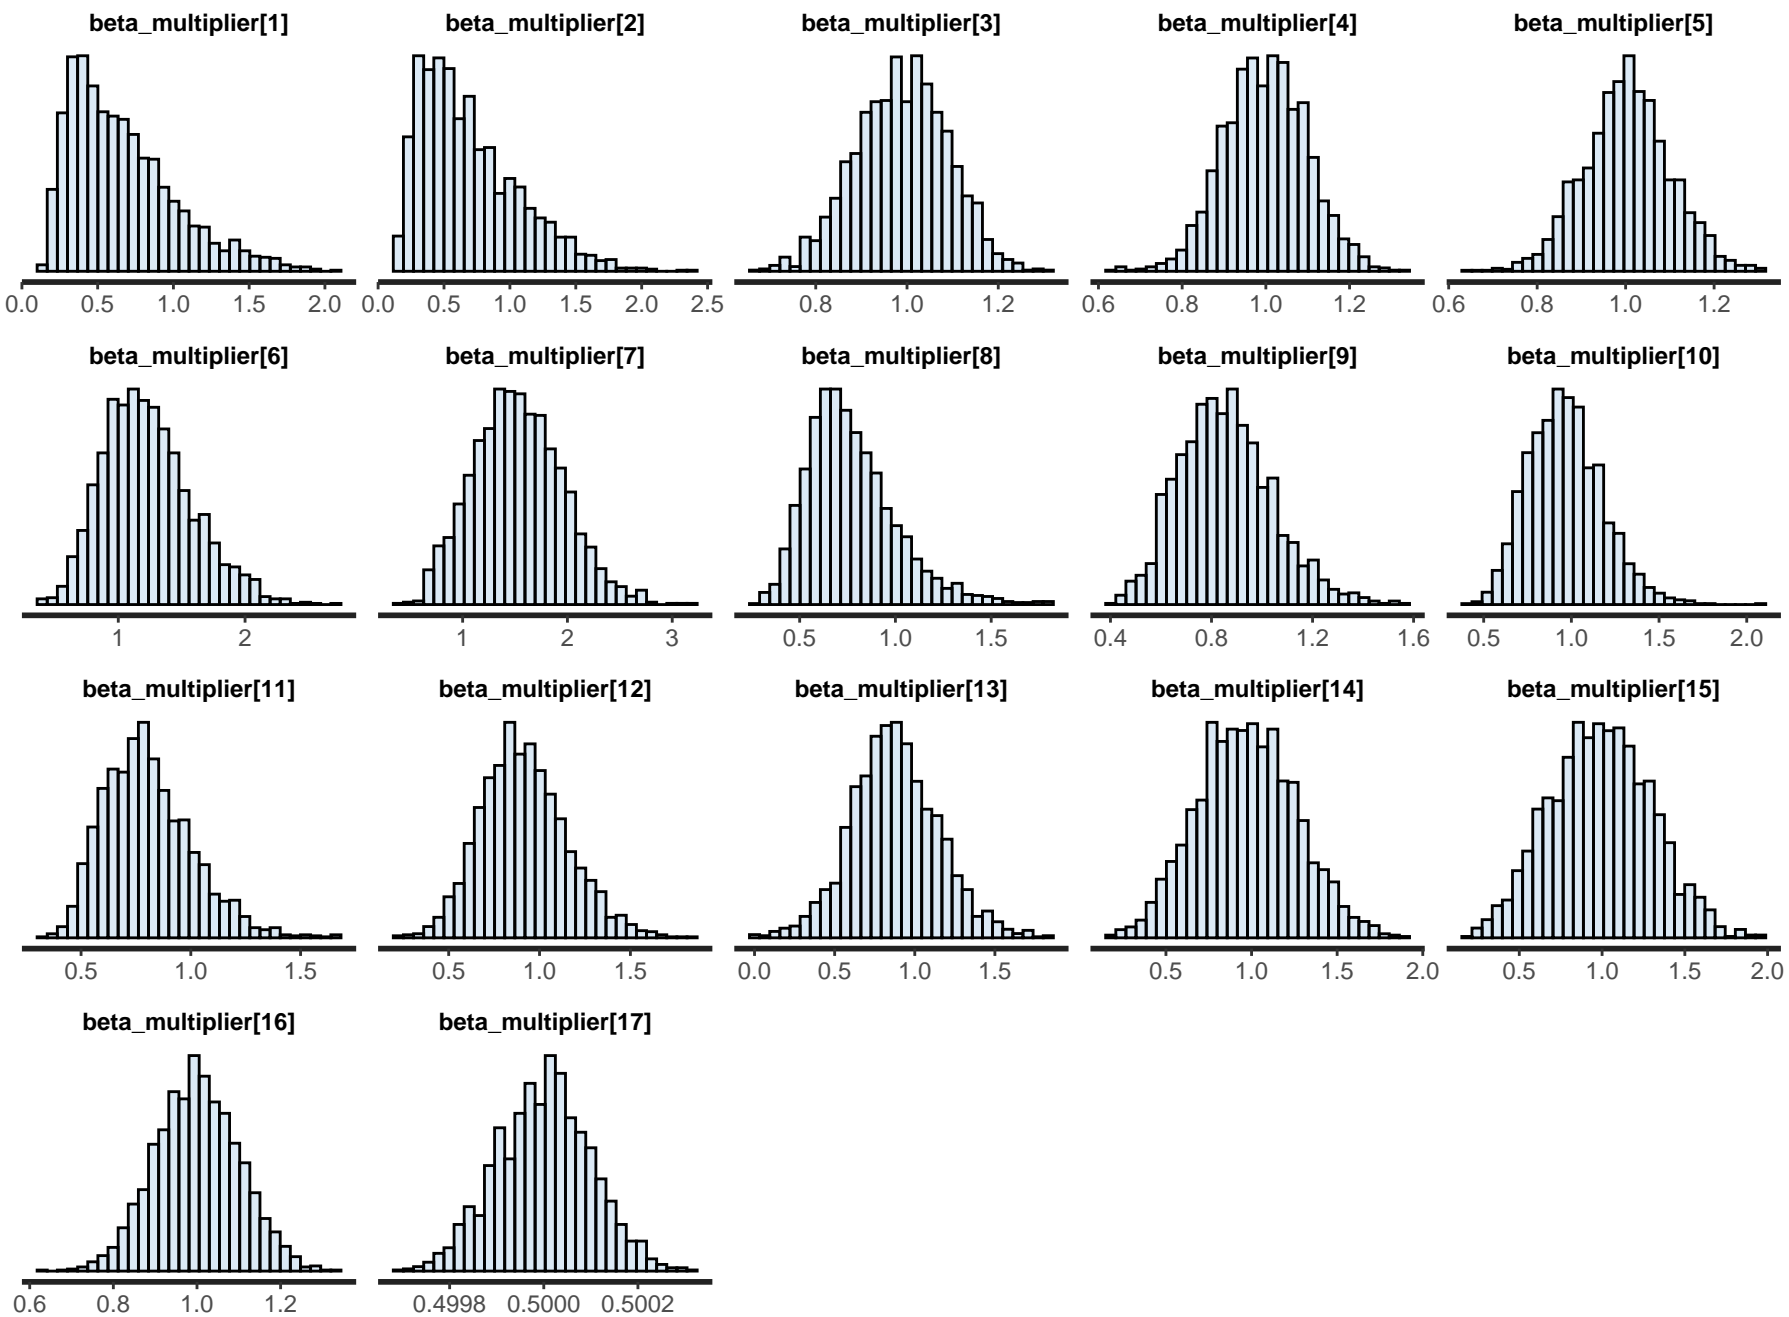 beta_multiplier[1] beta_multiplier[2] beta_multiplier[3] beta_multiplier[4] beta_multiplier[5]
0.0 0.5 1.0 1.5 2.0 0.0 0.5 1.0 1.5 2.0 2.5 0.8 1.0 1.2 0.6 0.8 1.0 1.2 0.6 0.8 1.0 1.2
beta_multiplier[6] beta_multiplier[7] beta_multiplier[8] beta_multiplier[9] beta_multiplier[10]
1 2 1 2 3 0.5 1.0 1.5 0.4 0.8 1.2 1.6 0.5 1.0 1.5 2.0
beta_multiplier[11] beta_multiplier[12] beta_multiplier[13] beta_multiplier[14] beta_multiplier[15]
0.5 1.0 1.5 0.5 1.0 1.5 0.0 0.5 1.0 1.5 0.5 1.0 1.5 2.0 0.5 1.0 1.5 2.0
beta_multiplier[16] beta_multiplier[17]
0.6 0.8 1.0 1.2 0.4998 0.5000 0.5002